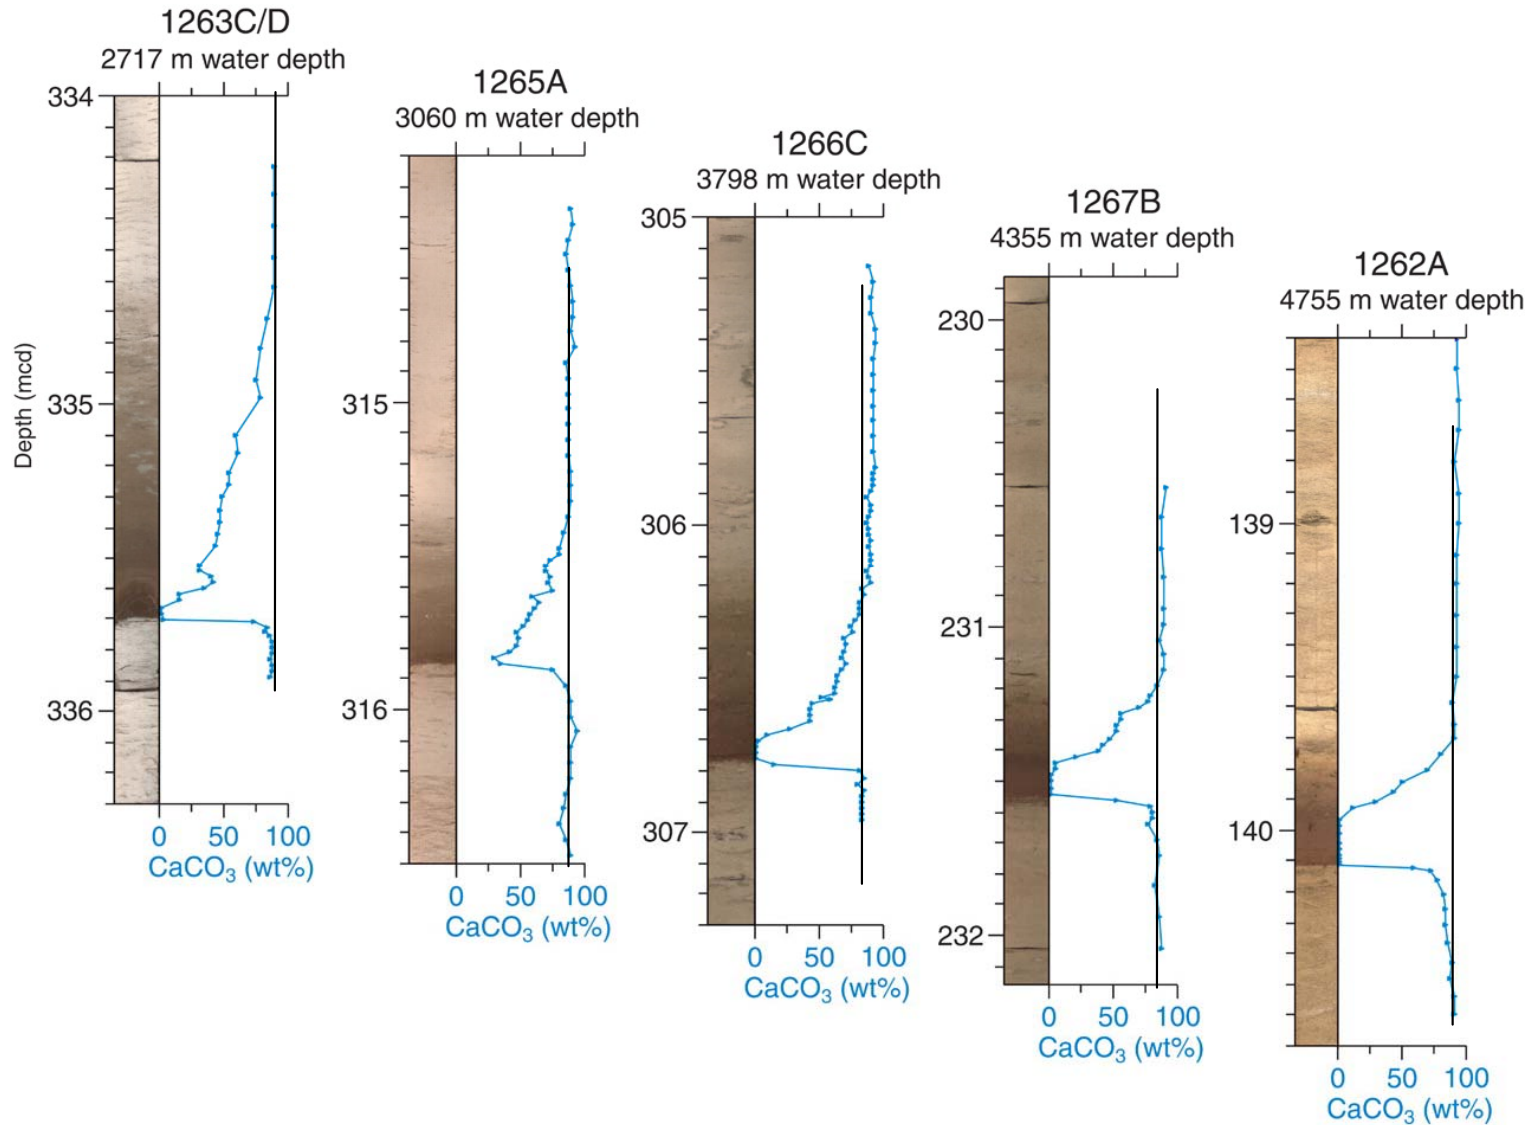 1263C/D
2717 m water depth
334
335
336
Depth (mcd)
0 50 100
CaCO₃ (wt%)
1265A
3060 m water depth
315
316
0 50 100
CaCO₃ (wt%)
1266C
3798 m water depth
305
306
307
0 50 100
CaCO₃ (wt%)
1267B
4355 m water depth
230
231
232
0 50 100
CaCO₃ (wt%)
1262A
4755 m water depth
139
140
0 50 100
CaCO₃ (wt%)